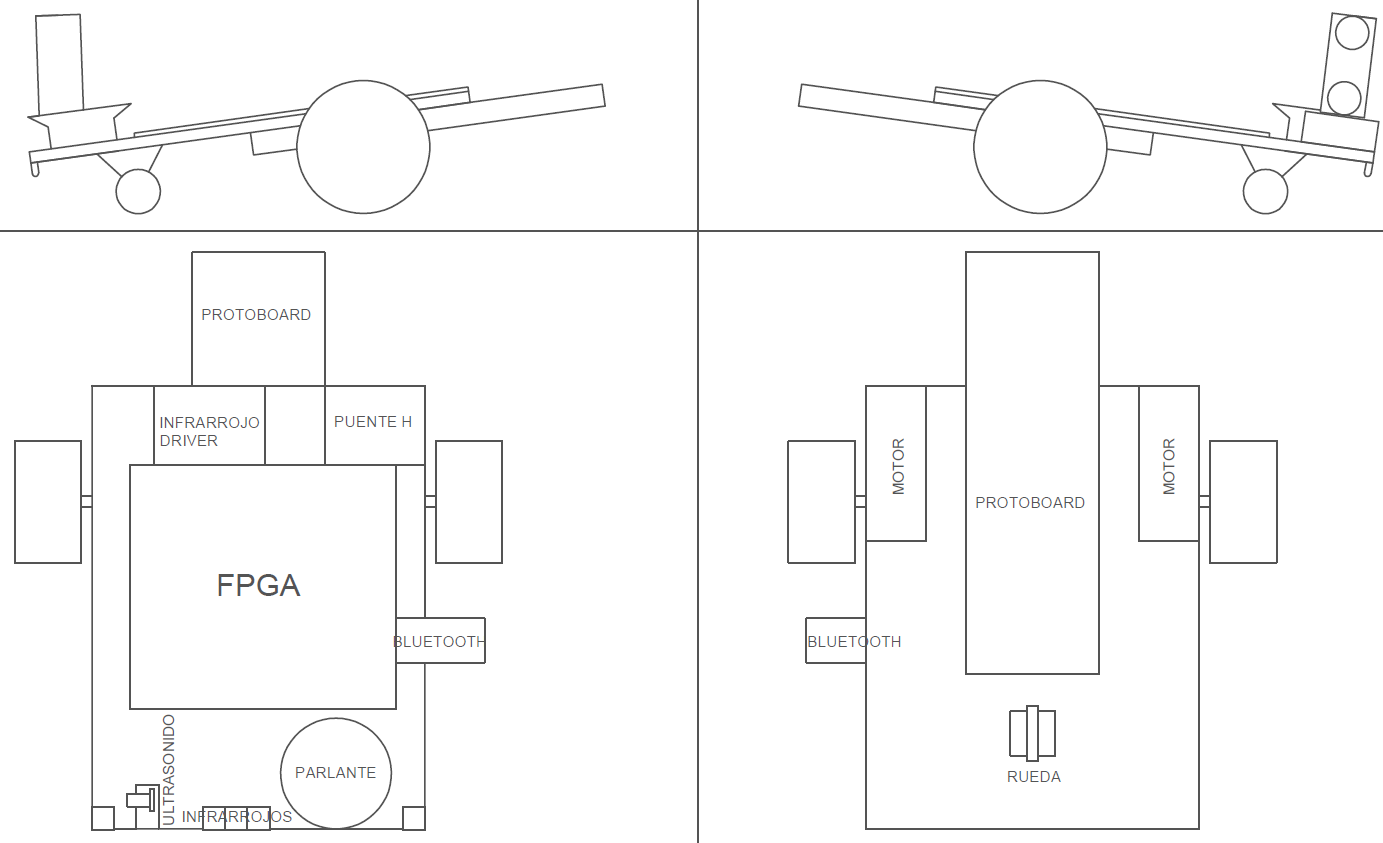 PROTOBOARD
INFRARROJO
DRIVER
PUENTE H
FPGA
BLUETOOTH
ULTRASONIDO
PARLANTE
INFRARROJOS
MOTOR
MOTOR
PROTOBOARD
BLUETOOTH
RUEDA